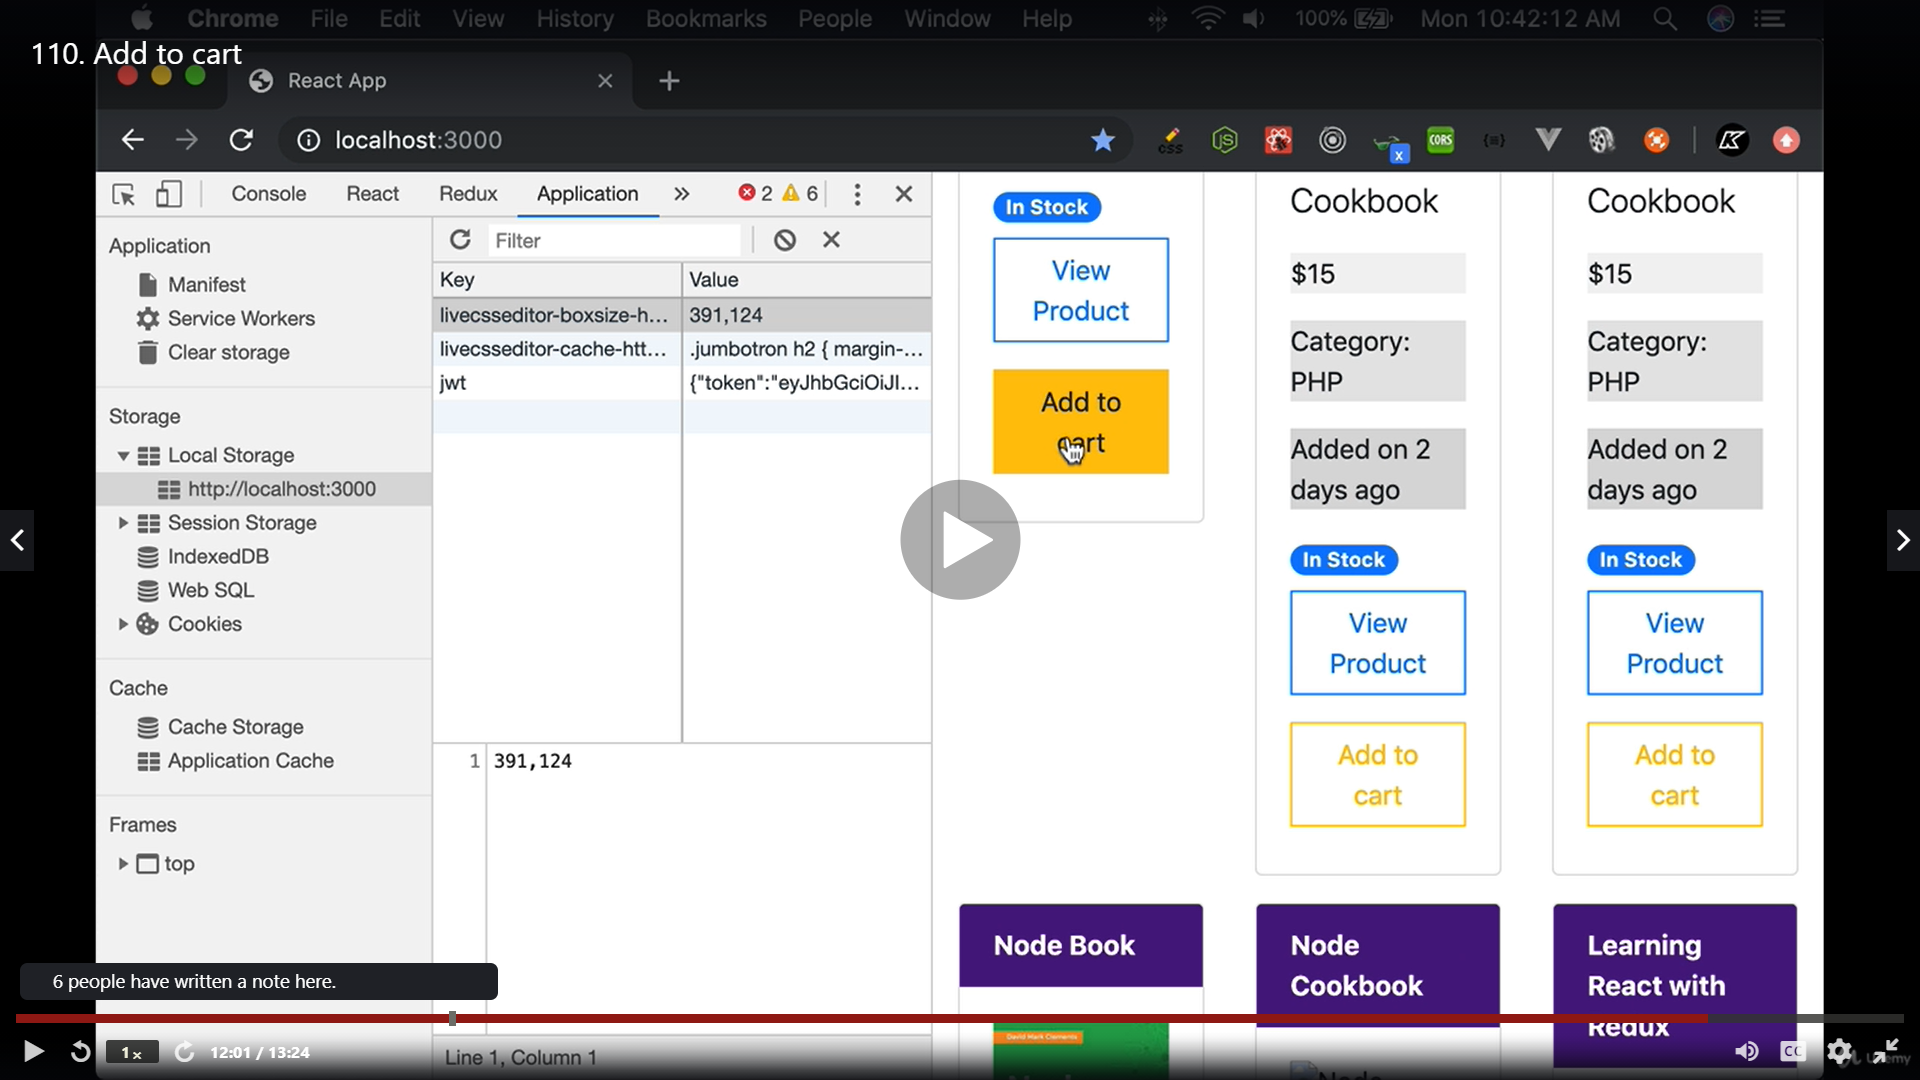 Chrome File Edit View History Bookmarks People Window Help 100% Mon 10:42:12 AM
110. Add to cart
React App
localhost:3000
Console React Redux Application 2 6
Application
Manifest
Service Workers
Clear storage
Storage
Local Storage
http://localhost:3000
Session Storage
IndexedDB
Web SQL
Cookies
Cache
Cache Storage
Application Cache
Frames
top
Filter
Key Value
livecsseditor-boxsize-h... 391,124
livecsseditor-cache-htt... .jumbotron h2 { margin-...
jwt {"token":"eyJhbGciOiJI...
1 391,124
Line 1, Column 1
In Stock
View
Product
Add to
cart
Cookbook
$15
Category:
PHP
Added on 2
days ago
In Stock
View
Product
Add to
cart
Cookbook
$15
Category:
PHP
Added on 2
days ago
In Stock
View
Product
Add to
cart
Node Book
David Mark Clements
Node
Cookbook
Node
Learning
React with
Redux
6 people have written a note here.
1x 12:01 / 13:24
CC
Udemy